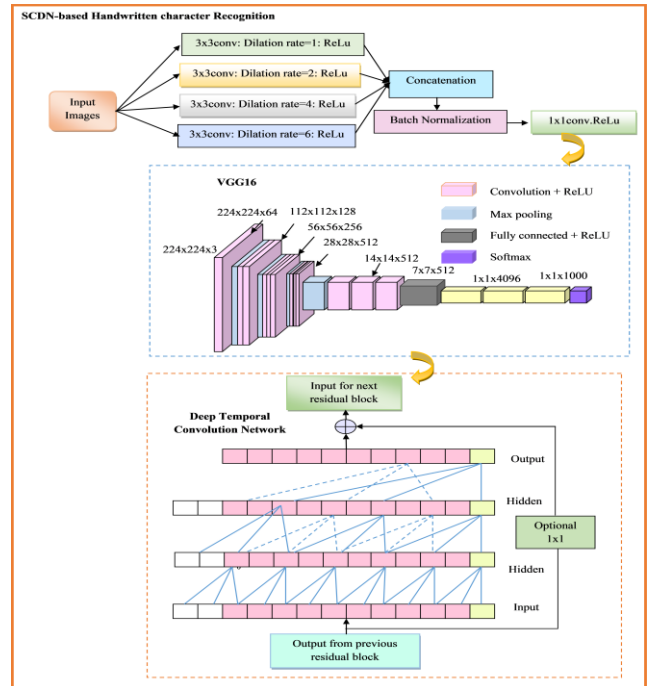 SCDN-based Handwritten character Recognition
3x3conv: Dilation rate=1: ReLu
3x3conv: Dilation rate=2: ReLu
3x3conv: Dilation rate=4: ReLu
3x3conv: Dilation rate=6: ReLu
Input
Images
Concatenation
Batch Normalization
1x1conv.ReLu
VGG16
224x224x64
112x112x128
56x56x256
28x28x512
224x224x3
14x14x512
7x7x512
1x1x4096
1x1x1000
Convolution + ReLU
Max pooling
Fully connected + ReLU
Softmax
Input for next
residual block
Deep Temporal
Convolution Network
Output
Hidden
Optional
1x1
Hidden
Input
Output from previous
residual block